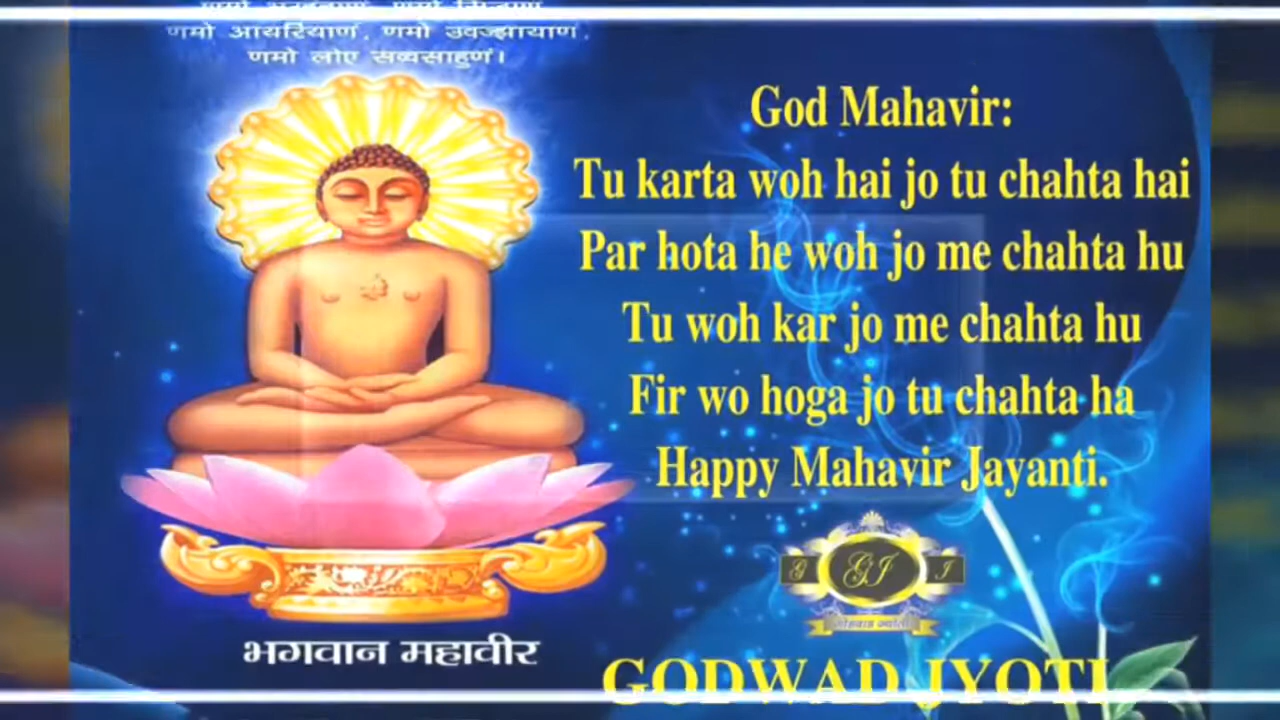 णमो आयरियाणं, णमो उवज्झायाणं,
णमो लोए सव्वसाहुणं।
God Mahavir:
Tu karta woh hai jo tu chahta hai
Par hota he woh jo me chahta hu
Tu woh kar jo me chahta hu
Fir wo hoga jo tu chahta ha
Happy Mahavir Jayanti.
G GJ J
गोडवाड ज्योती
भगवान महावीर
GODWAD JYOTI